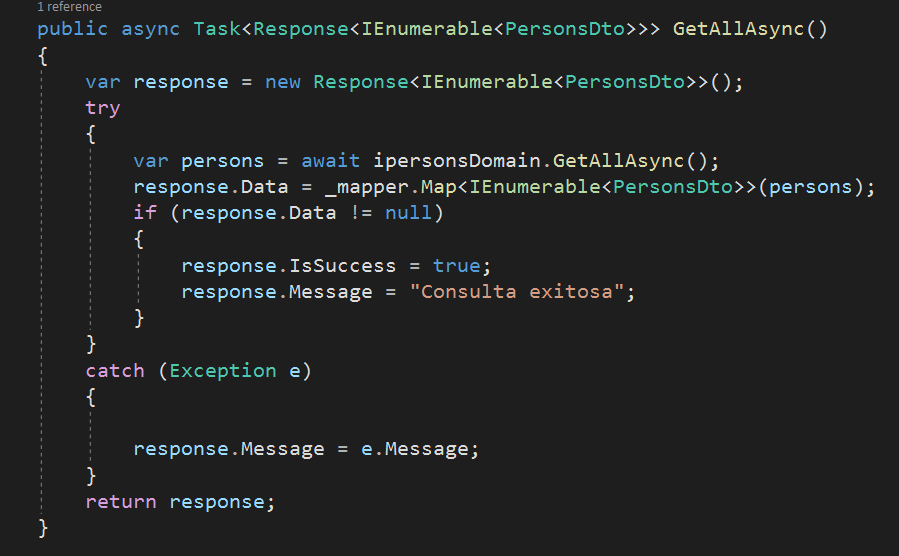 1 reference
public async Task<Response<IEnumerable<PersonsDto>>> GetAllAsync()
{
var response = new Response<IEnumerable<PersonsDto>>();
try
{
var persons = await ipersonsDomain.GetAllAsync();
response.Data = _mapper.Map<IEnumerable<PersonsDto>>(persons);
if (response.Data != null)
{
response.IsSuccess = true;
response.Message = "Consulta exitosa";
}
}
catch (Exception e)
{
response.Message = e.Message;
}
return response;
}